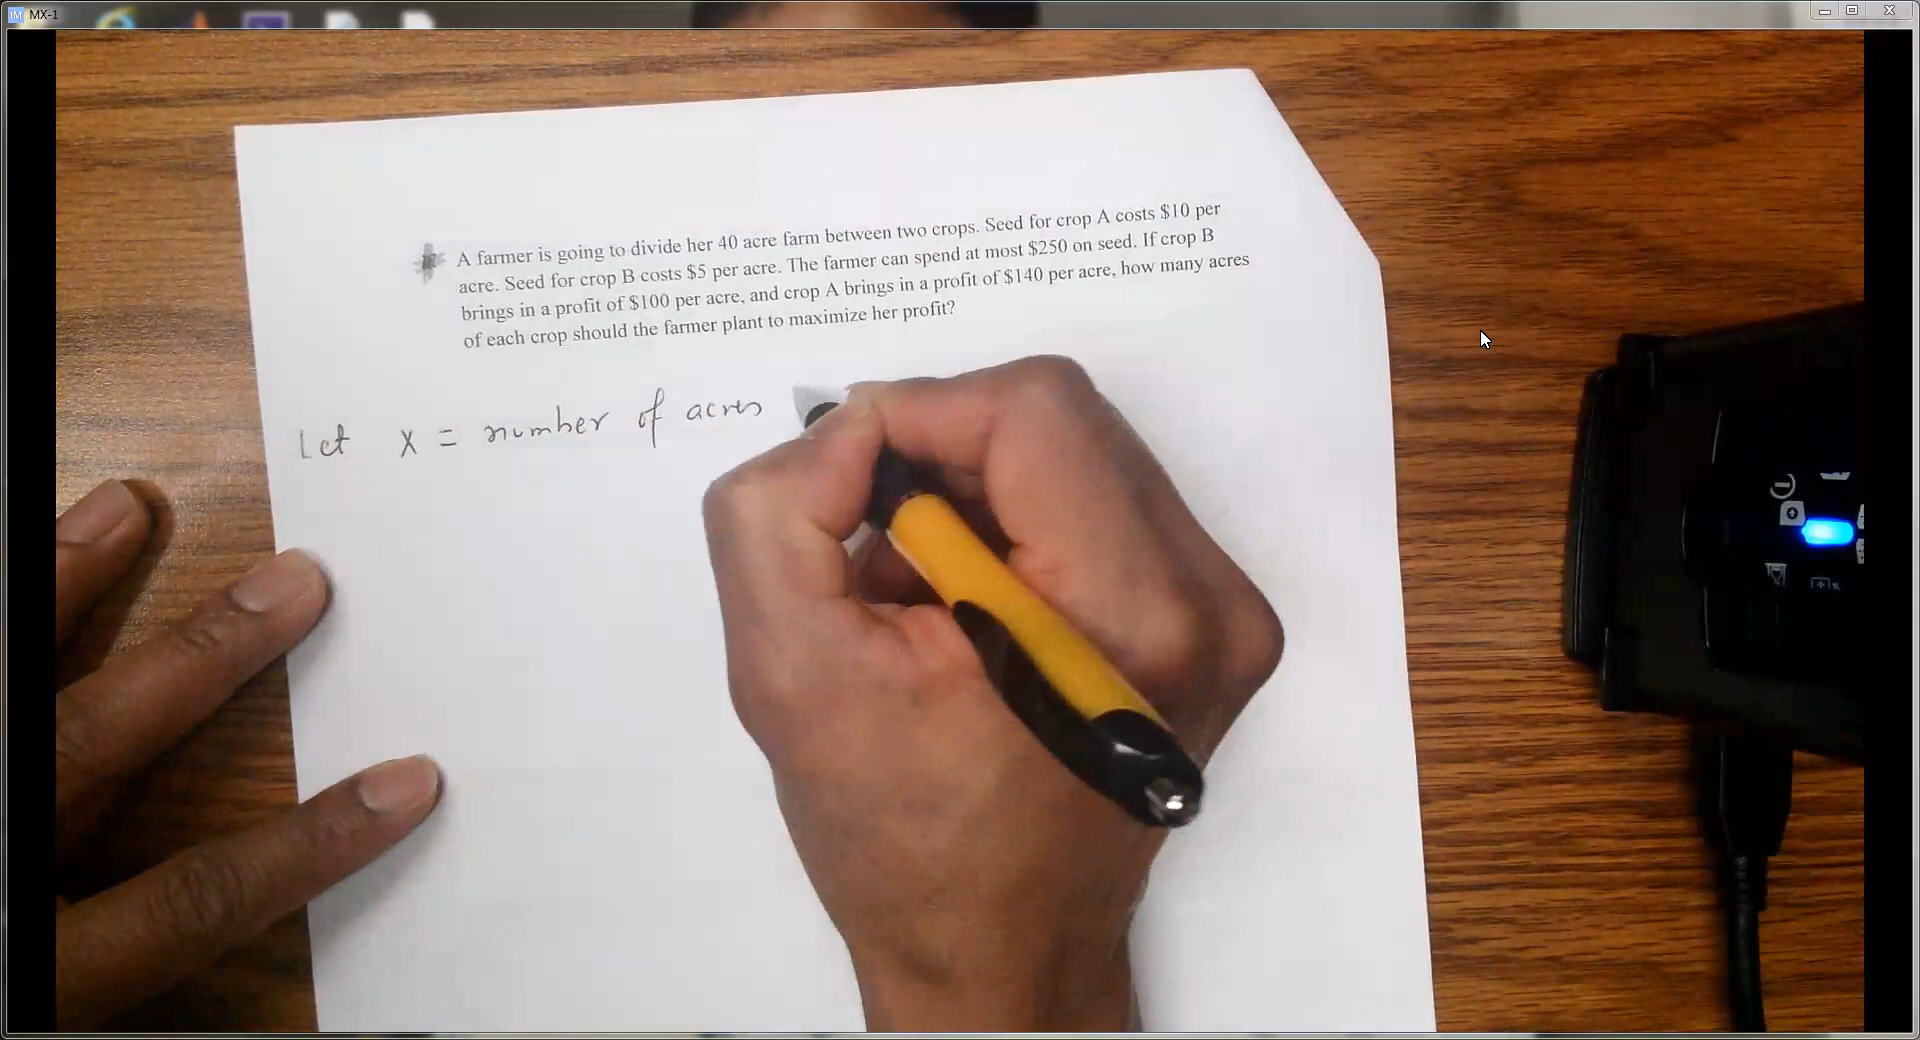 MX-1
A farmer is going to divide her 40 acre farm between two crops. Seed for crop A costs $10 per
acre. Seed for crop B costs $5 per acre. The farmer can spend at most $250 on seed. If crop B
brings in a profit of $100 per acre, and crop A brings in a profit of $140 per acre, how many acres
of each crop should the farmer plant to maximize her profit?
Let x = number of acres